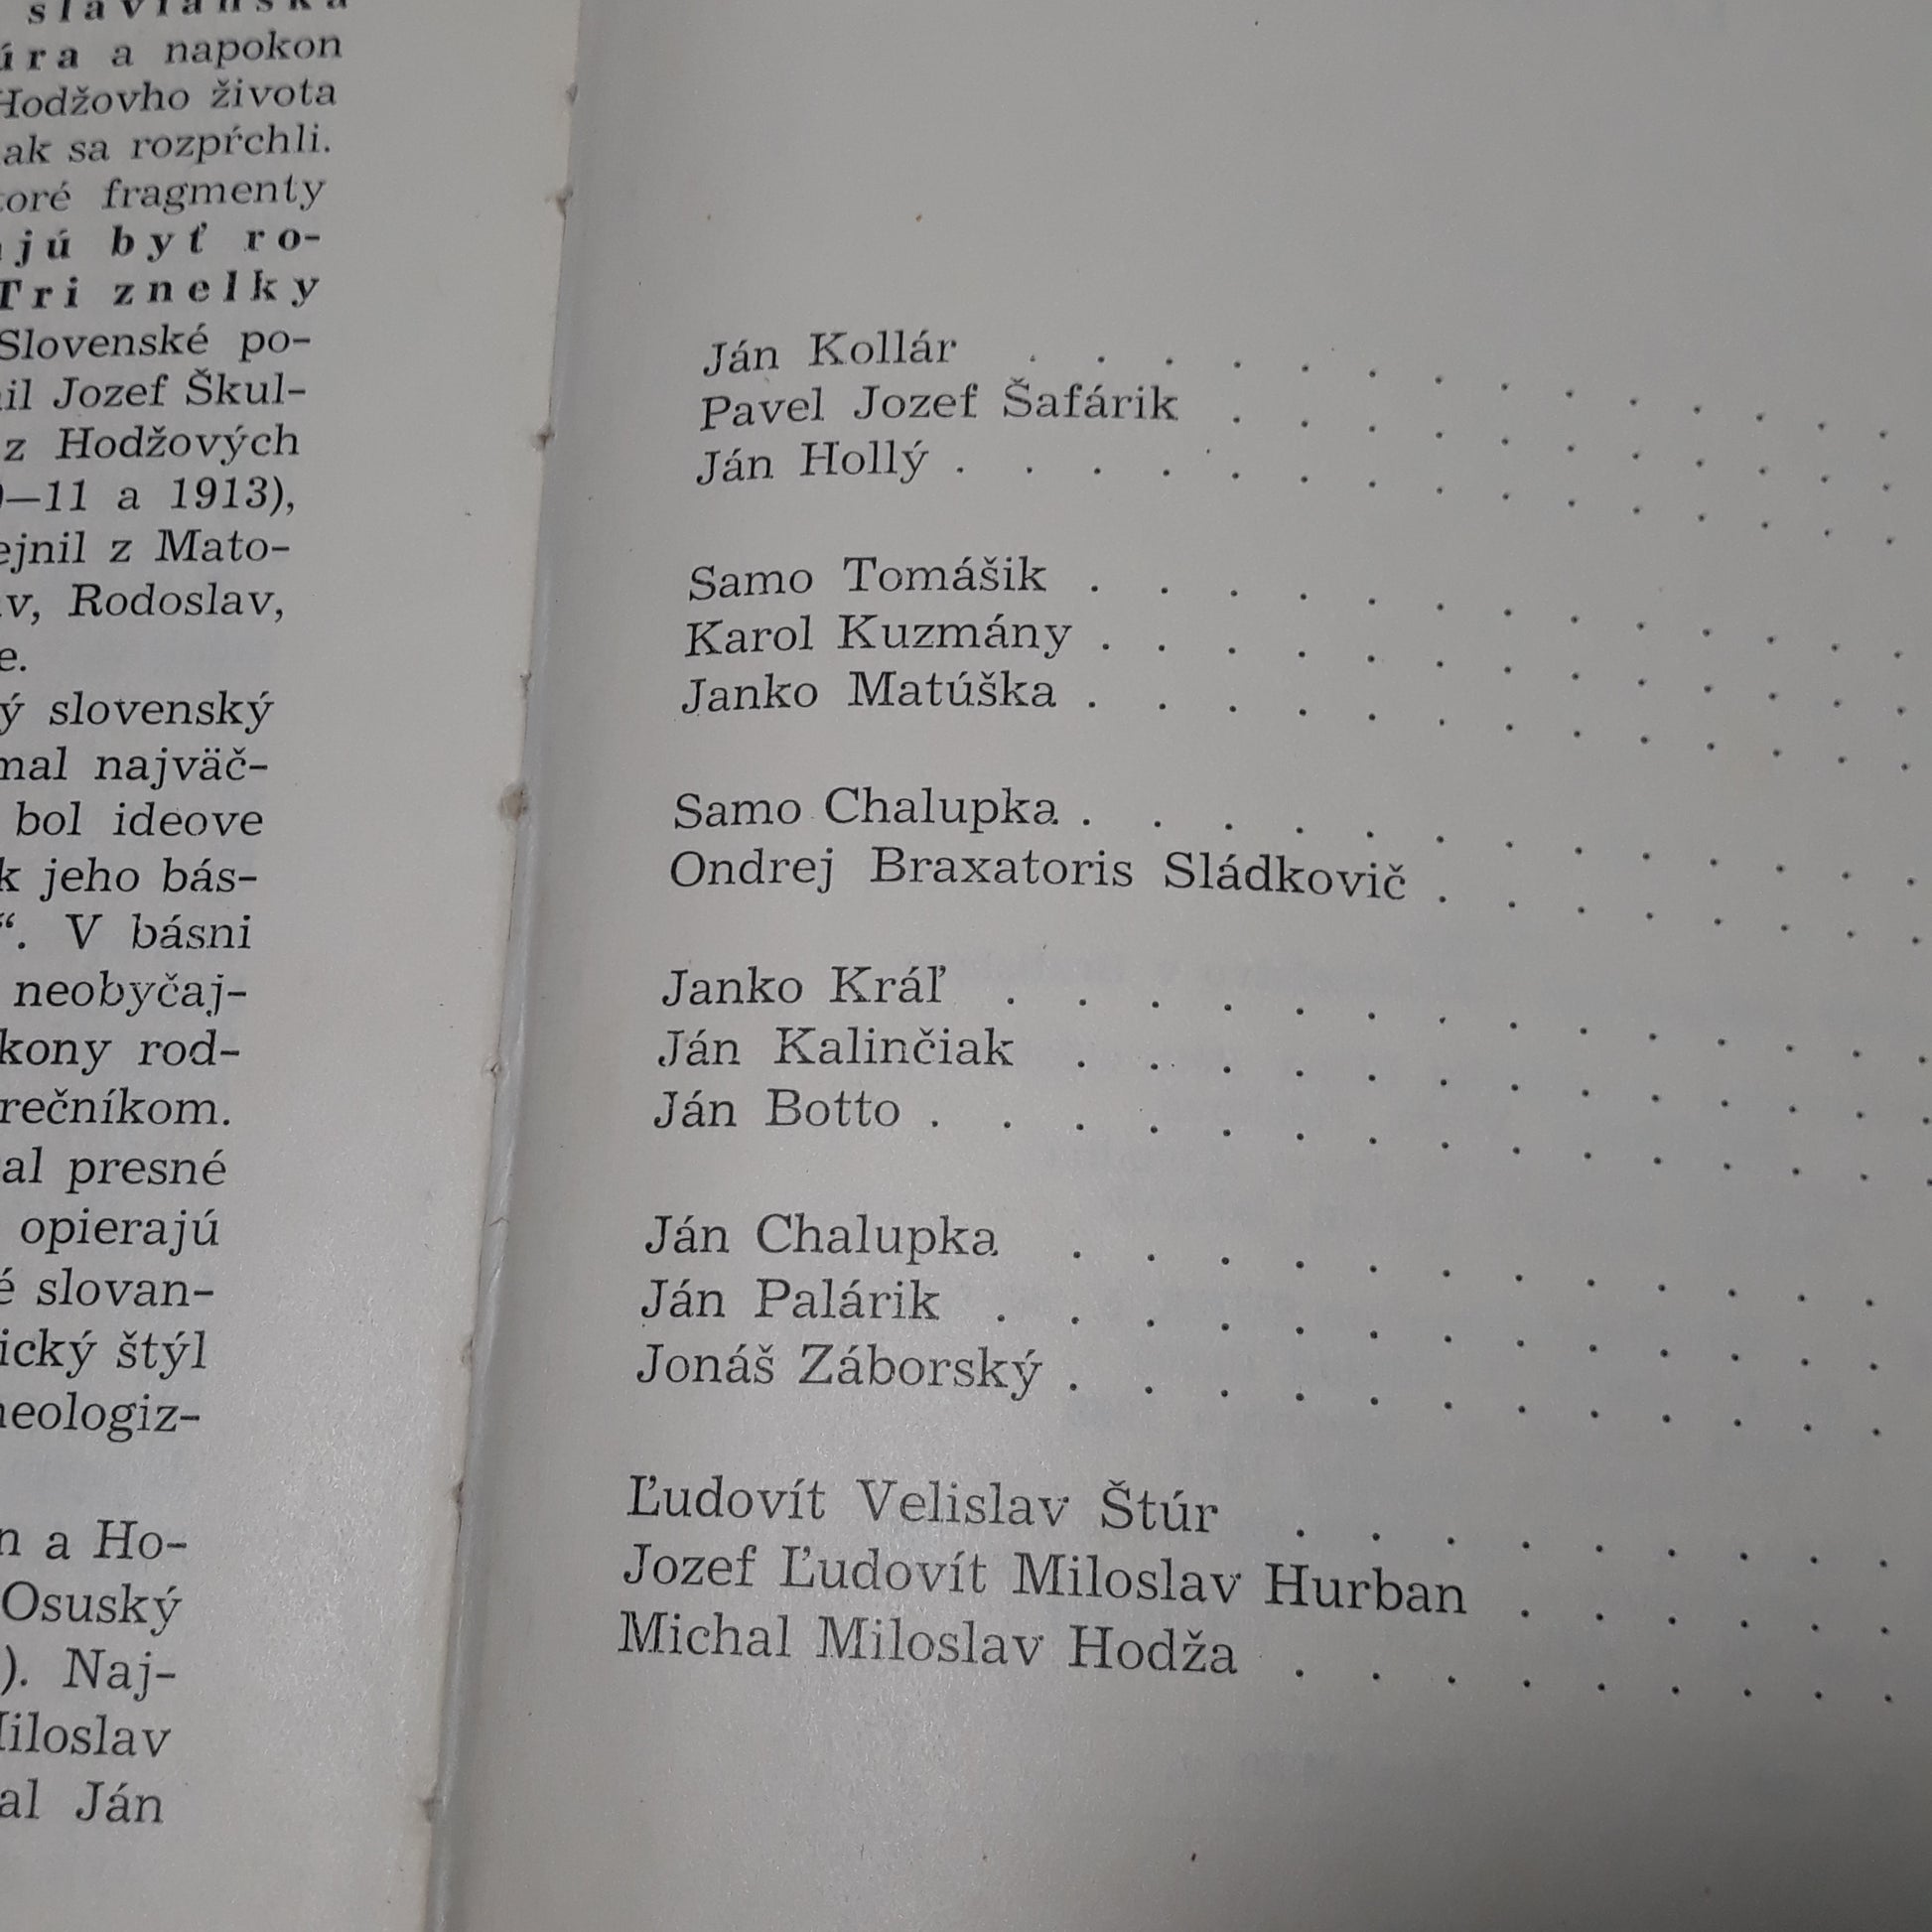 slavianska
úra a napokon
Hodžovho života
ak sa rozpŕchli.
toré fragmenty
ajú byť ro-
Tri znelky
Slovenské po-
il Jozef Škul-
z Hodžových
—11 a 1913),
ejnil z Mato-
av, Rodoslav,
e.
ý slovenský
mal najväč-
bol ideove
k jeho bás-
“. V básni
neobyčaj-
kony rod-
rečníkom.
al presné
opierajú
é slovan-
ický štýl
neologiz-
n a Ho-
Osuský
). Naj-
Miloslav
al Ján
Ján Kollár . . . . . . . . . . . . .
Pavel Jozef Šafárik . . . . . . . . . .
Ján Hollý . . . . . . . . . . . . . .
Samo Tomášik . . . . . . . . . . . .
Karol Kuzmány . . . . . . . . . . . .
Janko Matúška . . . . . . . . . . . .
Samo Chalupka . . . . . . . . . . . .
Ondrej Braxatoris Sládkovič . . . . . . .
Janko Kráľ . . . . . . . . . . . . .
Ján Kalinčiak . . . . . . . . . . . .
Ján Botto . . . . . . . . . . . . . .
Ján Chalupka . . . . . . . . . . . .
Ján Palárik . . . . . . . . . . . . .
Jonáš Záborský . . . . . . . . . . . .
Ľudovít Velislav Štúr . . . . . . . . .
Jozef Ľudovít Miloslav Hurban . . . . . .
Michal Miloslav Hodža . . . . . . . . .